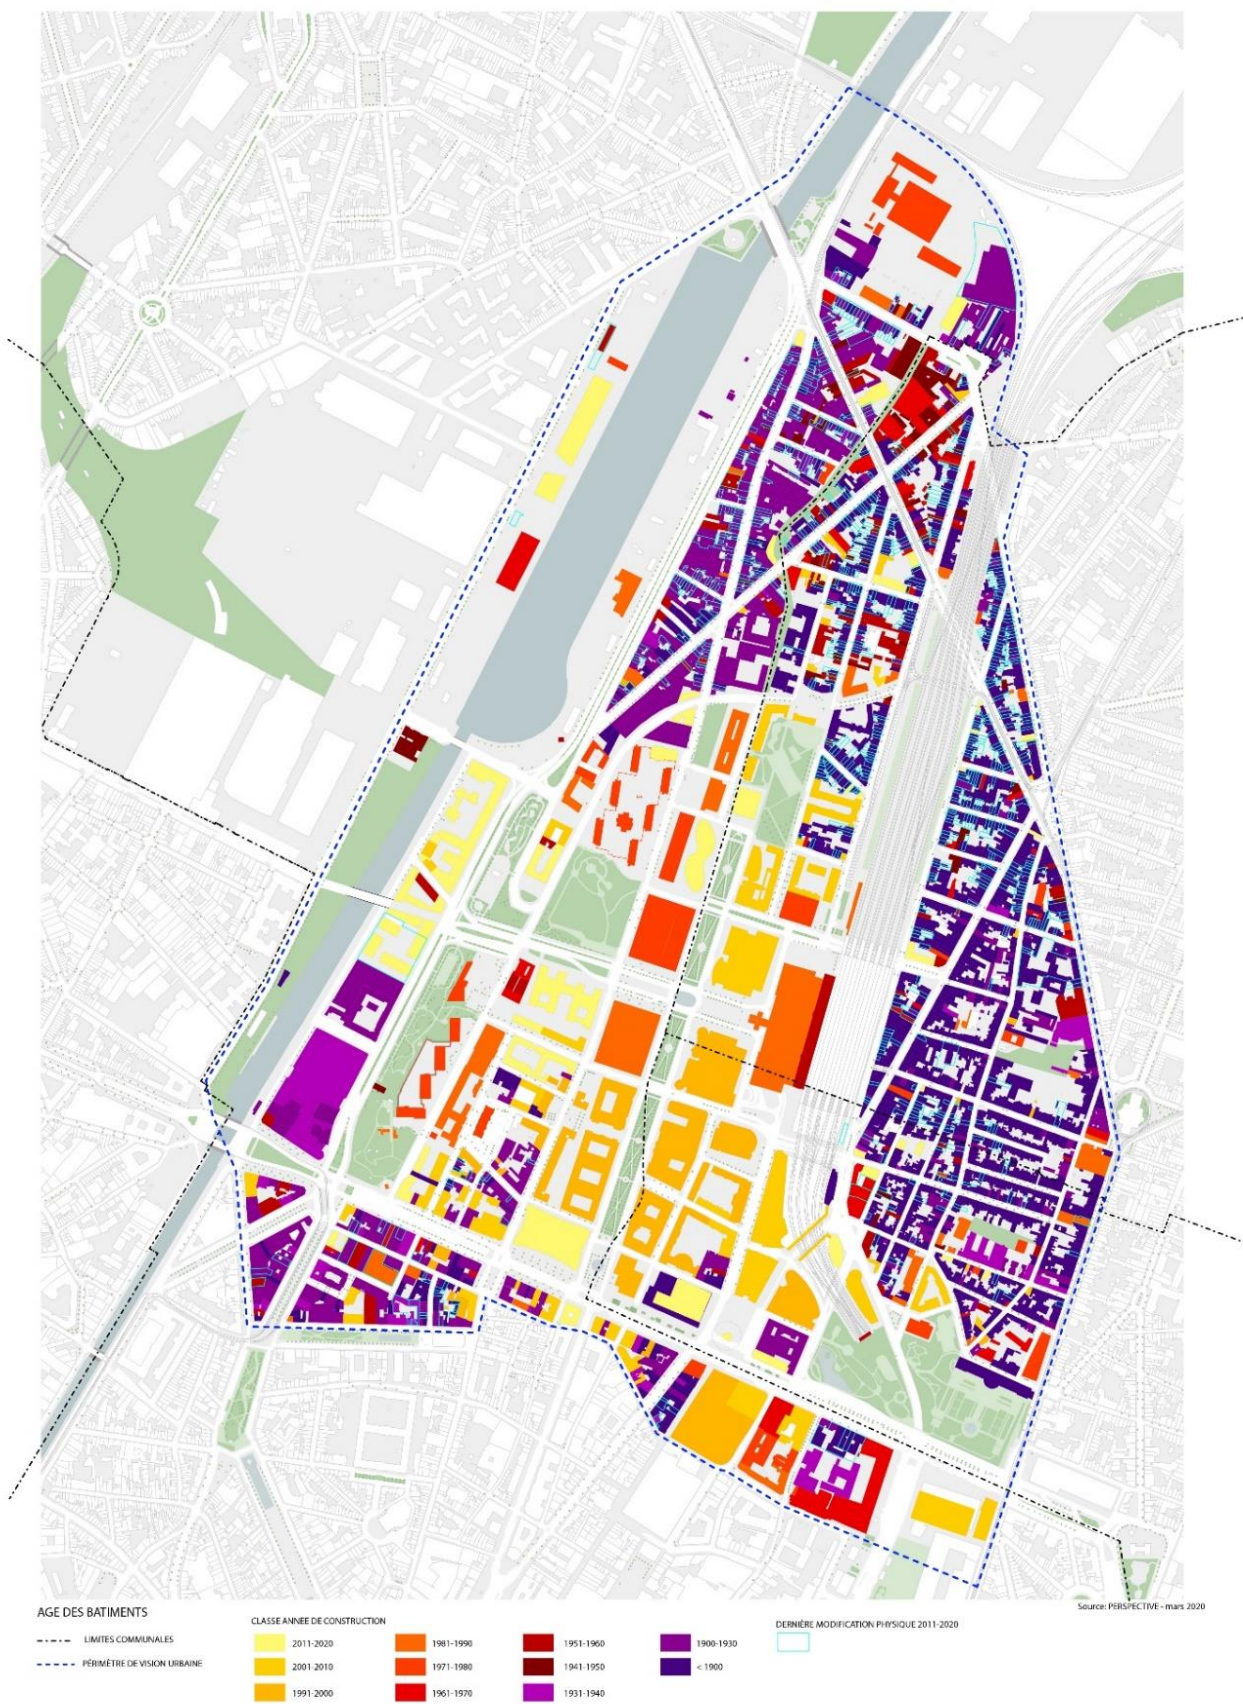 Source: PERSPECTIVE - mars 2020
AGE DES BATIMENTS
LIMITES COMMUNALES
PÉRIMÈTRE DE VISION URBAINE
CLASSE ANNEE DE CONSTRUCTION
2011-2020
2001-2010
1991-2000
1981-1990
1971-1980
1961-1970
1951-1960
1941-1950
1931-1940
1900-1930
< 1900
DERNIÈRE MODIFICATION PHYSIQUE 2011-2020